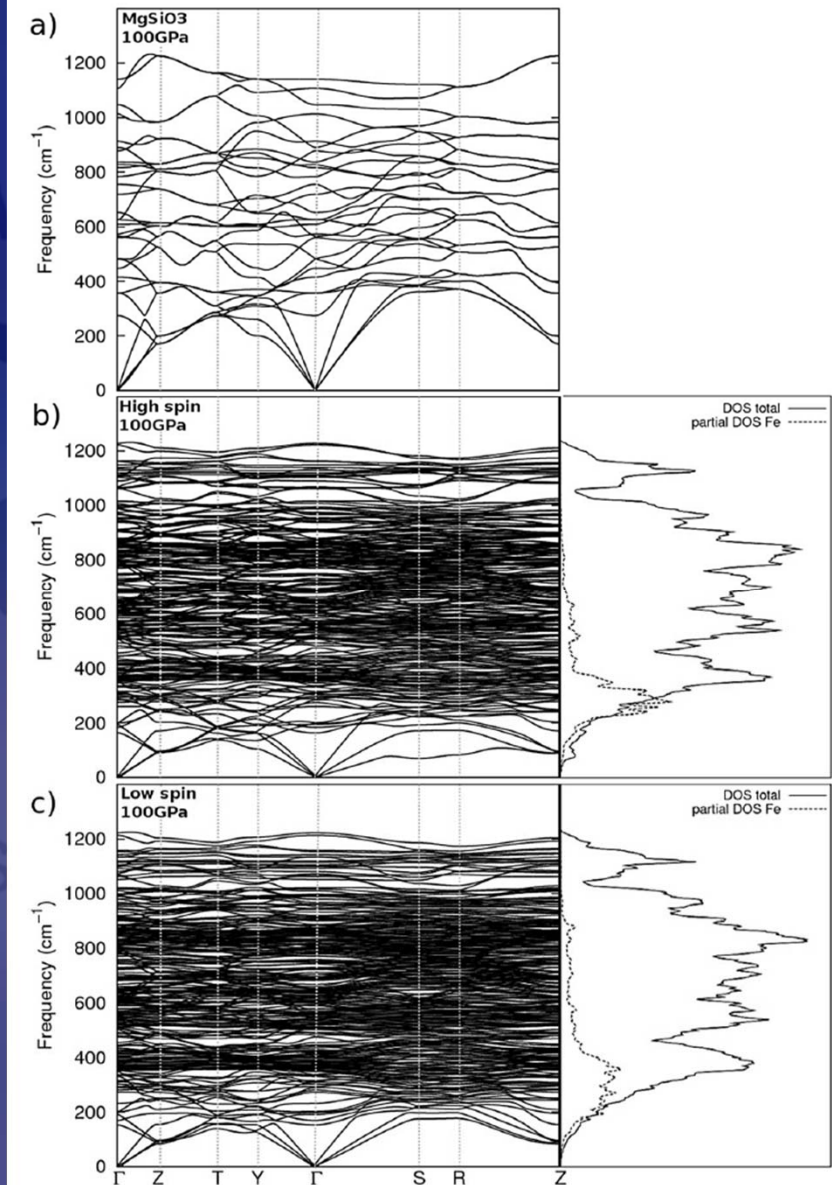 a)
MgSiO3
100GPa
Frequency (cm⁻¹)
1200
1000
800
600
400
200
0
b)
High spin
100GPa
Frequency (cm⁻¹)
1200
1000
800
600
400
200
0
DOS total
partial DOS Fe
c)
Low spin
100GPa
Frequency (cm⁻¹)
1200
1000
800
600
400
200
0
DOS total
partial DOS Fe
Γ Z T Y Γ S R Z